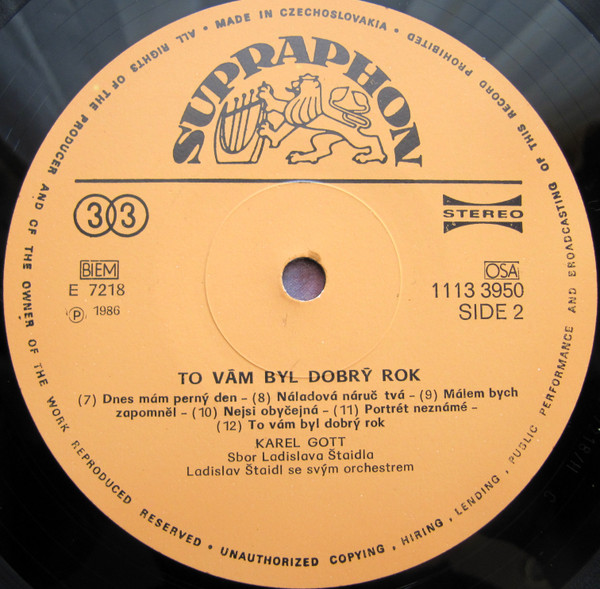 ALL RIGHTS OF THE PRODUCER AND OF THE OWNER OF THE WORK REPRODUCED RESERVED • UNAUTHORIZED COPYING, HIRING, LENDING, PUBLIC PERFORMANCE AND BROADCASTING OF THIS RECORD PROHIBITED • MADE IN CZECHOSLOVAKIA •
SUPRAPHON
33
STEREO
BIEM
E 7218
Ⓟ 1986
OSA
1113 3950
SIDE 2
TO VÁM BYL DOBRÝ ROK
(7) Dnes mám perný den – (8) Náladová náruč tvá – (9) Málem bych
zapomněl – (10) Nejsi obyčejná – (11) Portrét neznámé –
(12) To vám byl dobrý rok
KAREL GOTT
Sbor Ladislava Štaidla
Ladislav Štaidl se svým orchestrem